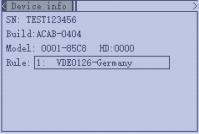 < Device info >
SN: TEST123456
Build:ACAB-0404
Model: 0001-85C8 HD:0000
Rule: 1: VDE0126-Germany